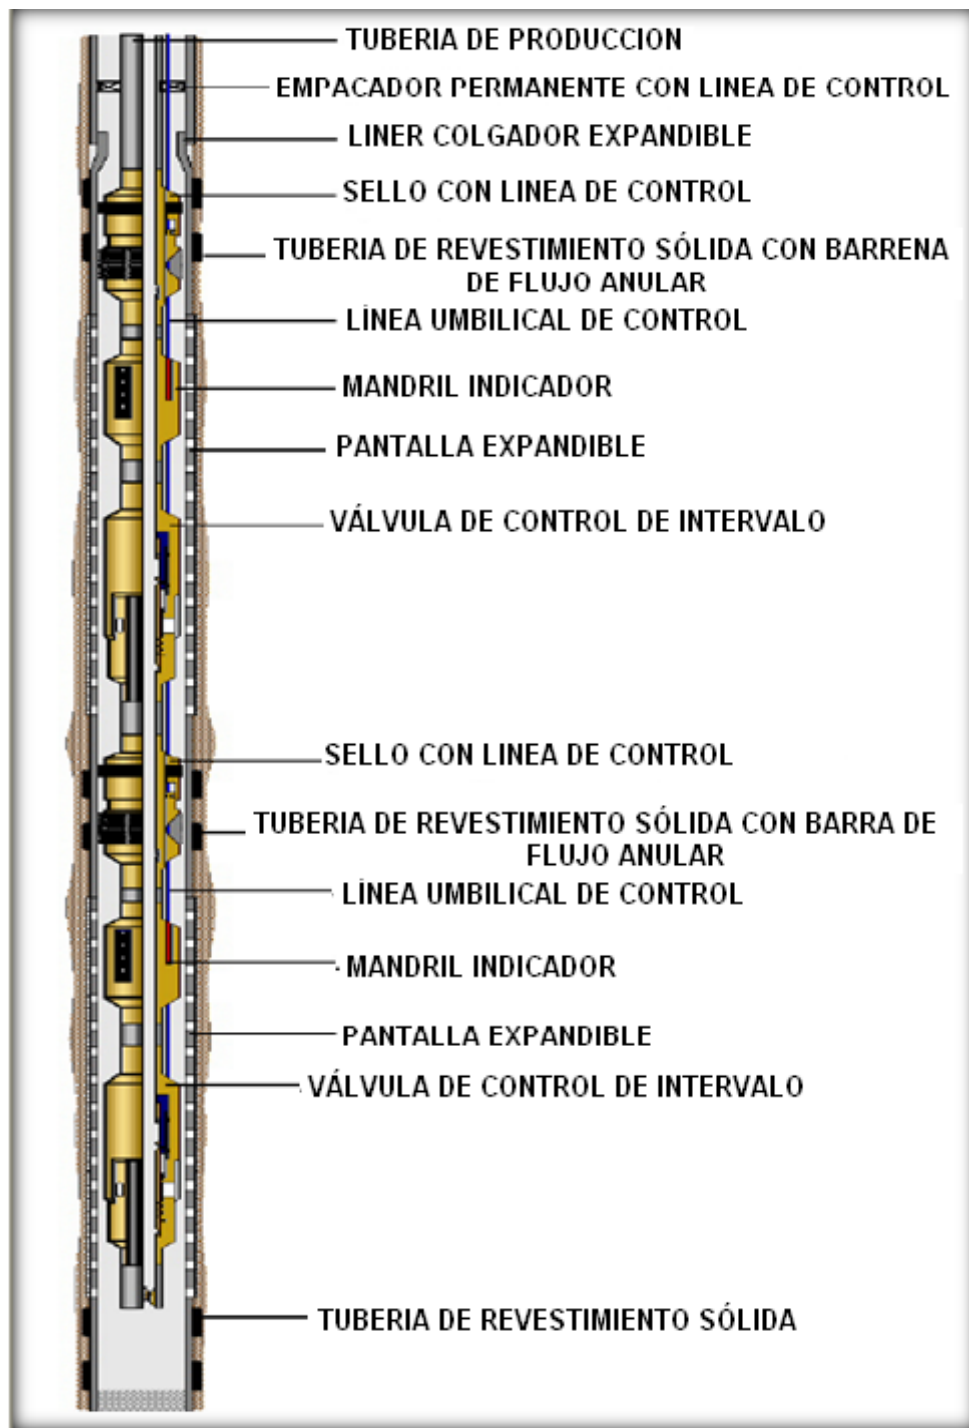 TUBERIA DE PRODUCCION
EMPACADOR PERMANENTE CON LINEA DE CONTROL
LINER COLGADOR EXPANDIBLE
SELLO CON LINEA DE CONTROL
TUBERIA DE REVESTIMIENTO SÓLIDA CON BARRENA
DE FLUJO ANULAR
LÍNEA UMBILICAL DE CONTROL
MANDRIL INDICADOR
PANTALLA EXPANDIBLE
VÁLVULA DE CONTROL DE INTERVALO
SELLO CON LINEA DE CONTROL
TUBERIA DE REVESTIMIENTO SÓLIDA CON BARRA DE
FLUJO ANULAR
LÍNEA UMBILICAL DE CONTROL
MANDRIL INDICADOR
PANTALLA EXPANDIBLE
VÁLVULA DE CONTROL DE INTERVALO
TUBERIA DE REVESTIMIENTO SÓLIDA